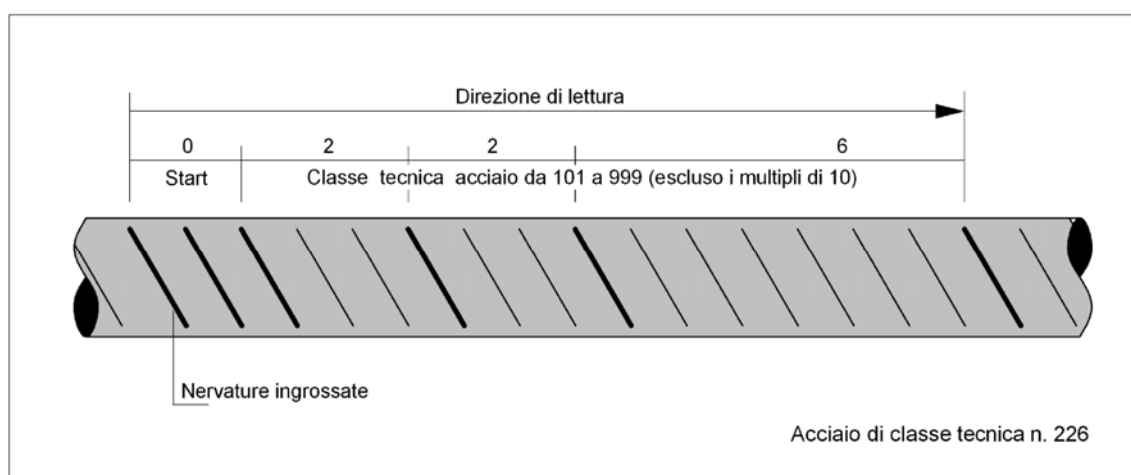 Direzione di lettura
0 2 2 6
Start Classe tecnica acciaio da 101 a 999 (escluso i multipli di 10)
Nervature ingrossate
Acciaio di classe tecnica n. 226